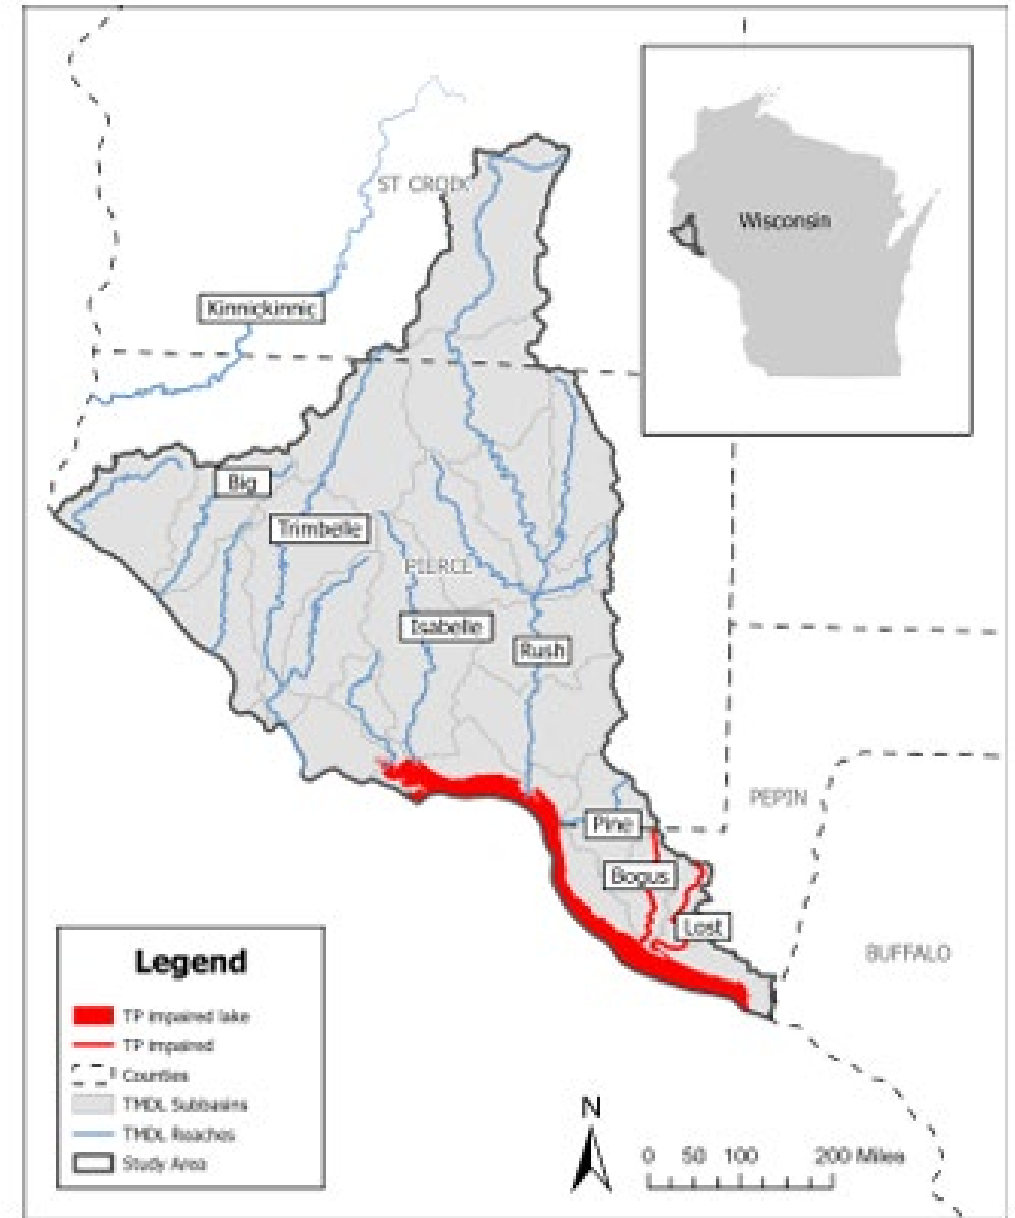 ST CROIX
Wisconsin
Kinnickinnic
Big
Trimbelle
PIERCE
Isabelle
Rush
PEPIN
Pine
Bogus
Lost
BUFFALO
Legend
TP impaired lake
TP impaired
Counties
TMDL Subbasins
TMDL Reaches
Study Area
N
0 50 100 200 Miles